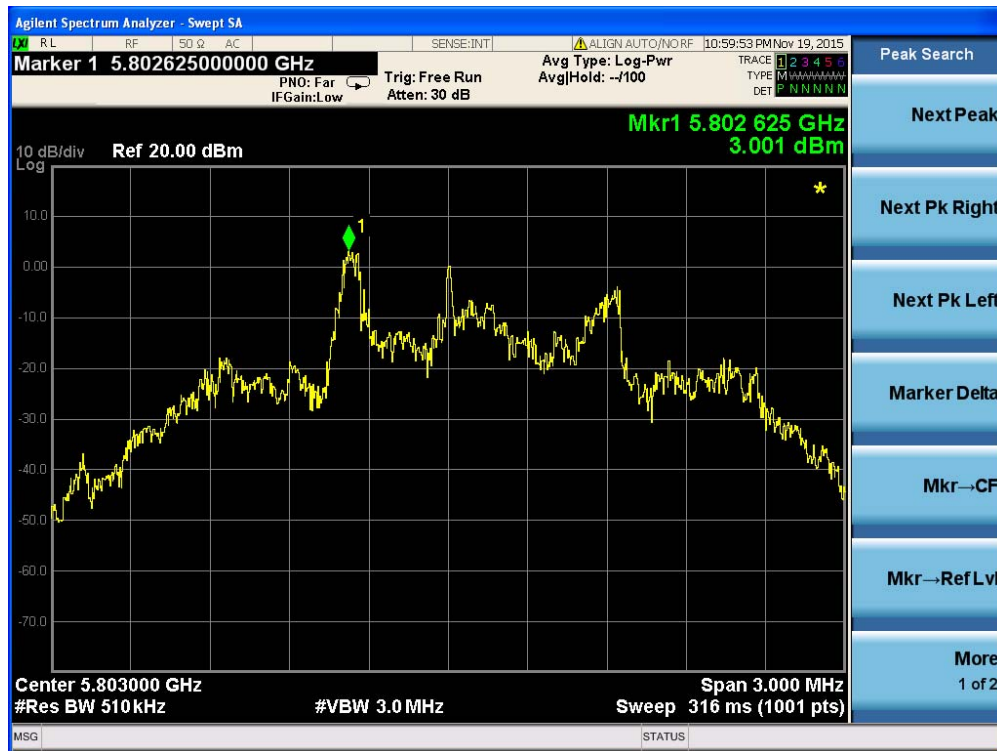 Agilent Spectrum Analyzer - Swept SA
LXI RL RF 50 Ω AC SENSE:INT ALIGN AUTO/NO RF 10:59:53 PM Nov 19, 2015
Marker 1 5.802625000000 GHz
PNO: Far
IFGain:Low
Trig: Free Run
Atten: 30 dB
Avg Type: Log-Pwr
Avg|Hold: --/100
TRACE 1 2 3 4 5 6
TYPE M W W W W W
DET P N N N N N
Mkr1 5.802 625 GHz
3.001 dBm
10 dB/div Ref 20.00 dBm
Log
1
*
10.0
0.00
-10.0
-20.0
-30.0
-40.0
-50.0
-60.0
-70.0
Center 5.803000 GHz Span 3.000 MHz
#Res BW 510 kHz #VBW 3.0 MHz Sweep 316 ms (1001 pts)
MSG STATUS
Peak Search
Next Peak
Next Pk Right
Next Pk Left
Marker Delta
Mkr→CF
Mkr→Ref Lvl
More
1 of 2